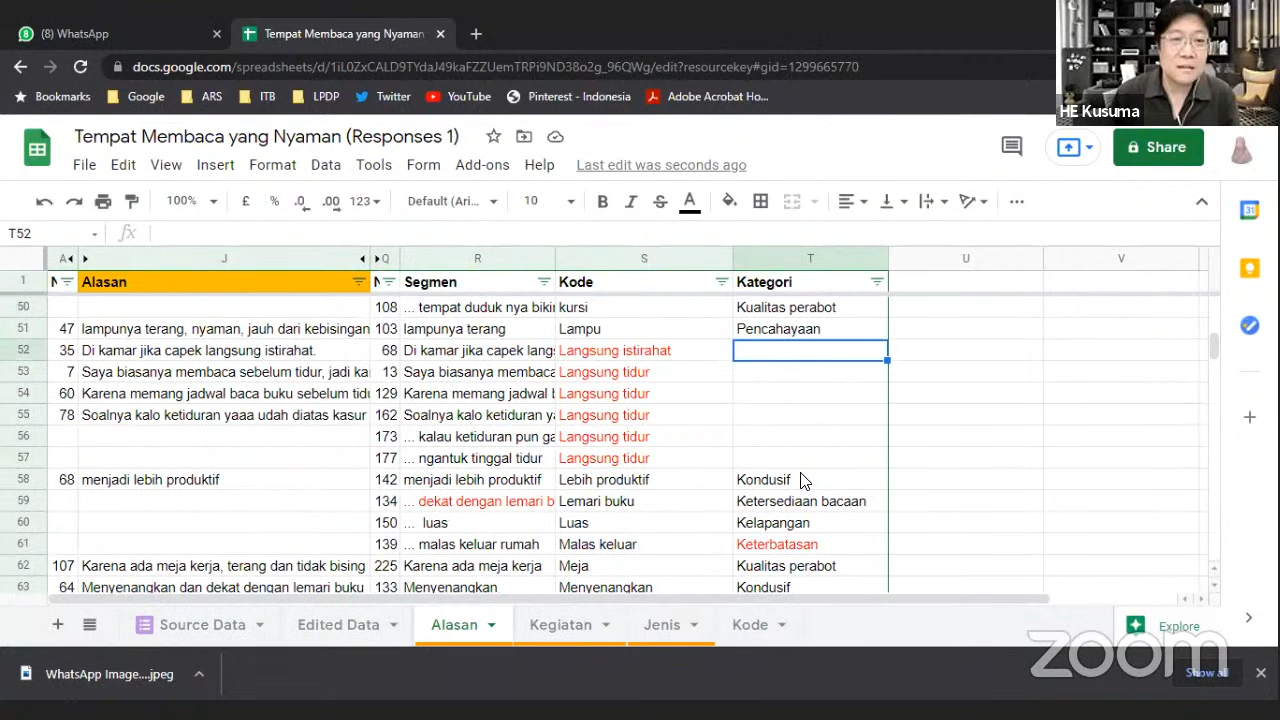 (8) WhatsApp
Tempat Membaca yang Nyaman
docs.google.com/spreadsheets/d/1iL0ZxCALD9TYdaJ49kaFZZUemTRPi9ND38o2g_96QWg/edit?resourcekey#gid=1299665770
Bookmarks Google ARS ITB LPDP Twitter YouTube Pinterest - Indonesia Adobe Acrobat Ho...
HE Kusuma
Tempat Membaca yang Nyaman (Responses 1)
File Edit View Insert Format Data Tools Form Add-ons Help Last edit was seconds ago
Share
100% £ % .0 .00 123 Default (Ari... 10 B I S A
T52 fx
A J Q R S T U V
1 N Alasan N Segmen Kode Kategori
50 108 ... tempat duduk nya bikin kursi Kualitas perabot
51 47 lampunya terang, nyaman, jauh dari kebisingan 103 lampunya terang Lampu Pencahayaan
52 35 Di kamar jika capek langsung istirahat. 68 Di kamar jika capek langs Langsung istirahat
53 7 Saya biasanya membaca sebelum tidur, jadi ka 13 Saya biasanya membaca Langsung tidur
54 60 Karena memang jadwal baca buku sebelum tidu 129 Karena memang jadwal b Langsung tidur
55 78 Soalnya kalo ketiduran yaaa udah diatas kasur 162 Soalnya kalo ketiduran ya Langsung tidur
56 173 ... kalau ketiduran pun ga Langsung tidur
57 177 ... ngantuk tinggal tidur Langsung tidur
58 68 menjadi lebih produktif 142 menjadi lebih produktif Lebih produktif Kondusif
59 134 ... dekat dengan lemari b Lemari buku Ketersediaan bacaan
60 150 ... luas Luas Kelapangan
61 139 ... malas keluar rumah Malas keluar Keterbatasan
62 107 Karena ada meja kerja, terang dan tidak bising 225 Karena ada meja kerja Meja Kualitas perabot
63 64 Menyenangkan dan dekat dengan lemari buku 133 Menyenangkan Menyenangkan Kondusif
Source Data Edited Data Alasan Kegiatan Jenis Kode Explore
zoom
WhatsApp Image....jpeg Show all